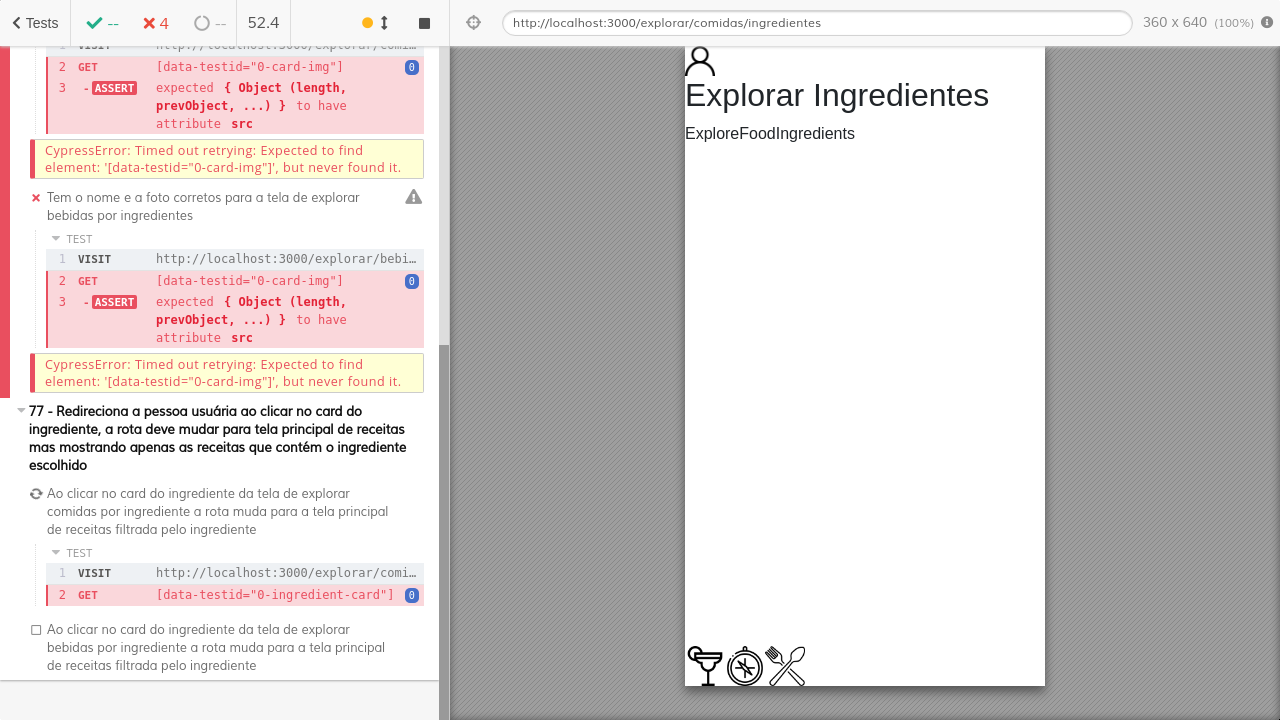 Tests
--
4
--
52.4
http://localhost:3000/explorar/comidas/ingredientes
360 x 640 (100%)
1 VISIT http://localhost:3000/explorar/comi…
2 GET [data-testid="0-card-img"] 0
3 -ASSERT expected { Object (length,
prevObject, ...) } to have
attribute src
CypressError: Timed out retrying: Expected to find
element: '[data-testid="0-card-img"]', but never found it.
Tem o nome e a foto corretos para a tela de explorar
bebidas por ingredientes
TEST
1 VISIT http://localhost:3000/explorar/bebi…
2 GET [data-testid="0-card-img"] 0
3 -ASSERT expected { Object (length,
prevObject, ...) } to have
attribute src
CypressError: Timed out retrying: Expected to find
element: '[data-testid="0-card-img"]', but never found it.
77 - Redireciona a pessoa usuária ao clicar no card do
ingrediente, a rota deve mudar para tela principal de receitas
mas mostrando apenas as receitas que contém o ingrediente
escolhido
Ao clicar no card do ingrediente da tela de explorar
comidas por ingrediente a rota muda para a tela principal
de receitas filtrada pelo ingrediente
TEST
1 VISIT http://localhost:3000/explorar/comi…
2 GET [data-testid="0-ingredient-card"] 0
Ao clicar no card do ingrediente da tela de explorar
bebidas por ingrediente a rota muda para a tela principal
de receitas filtrada pelo ingrediente
Explorar Ingredientes
ExploreFoodIngredients